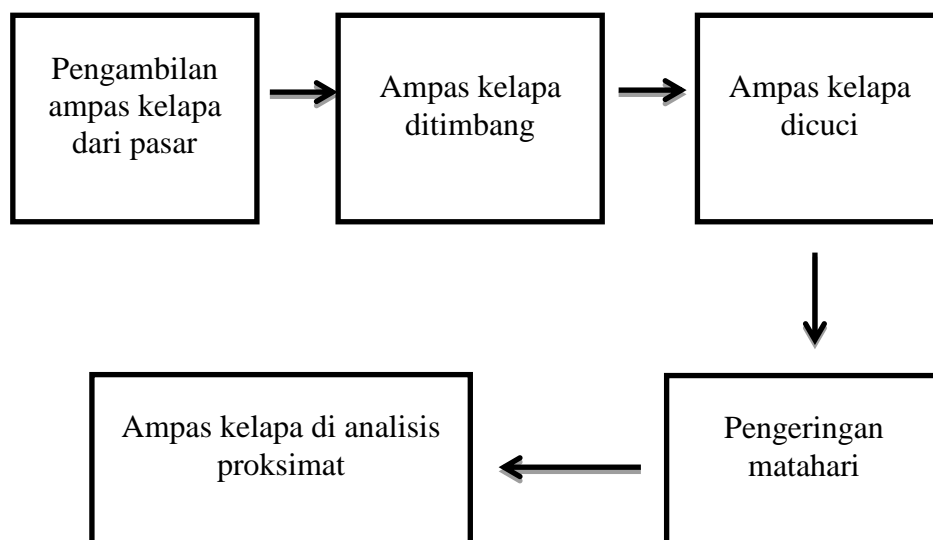 Pengambilan
ampas kelapa
dari pasar
Ampas kelapa
ditimbang
Ampas kelapa
dicuci
Pengeringan
matahari
Ampas kelapa di analisis
proksimat